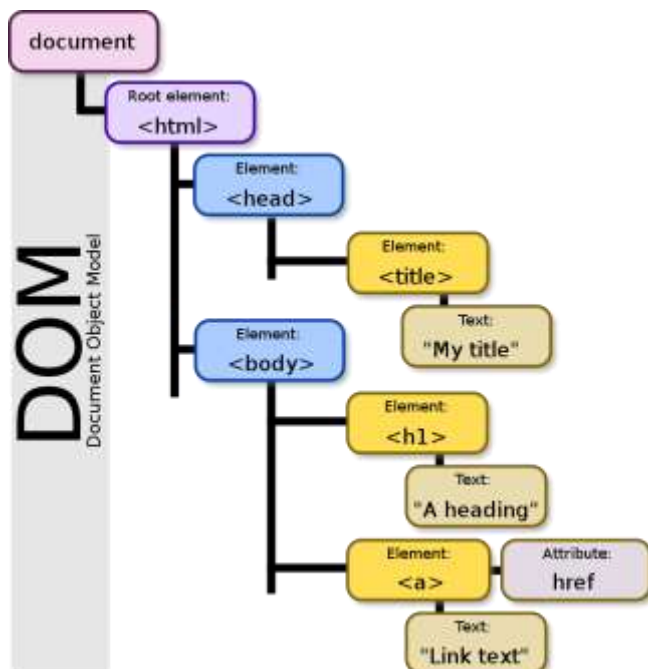 document
Root element:
<html>
Element:
<head>
Element:
<title>
Text:
"My title"
Element:
<body>
Element:
<h1>
Text:
"A heading"
Element:
<a>
Attribute:
href
Text:
"Link text"
DOM
Document Object Model